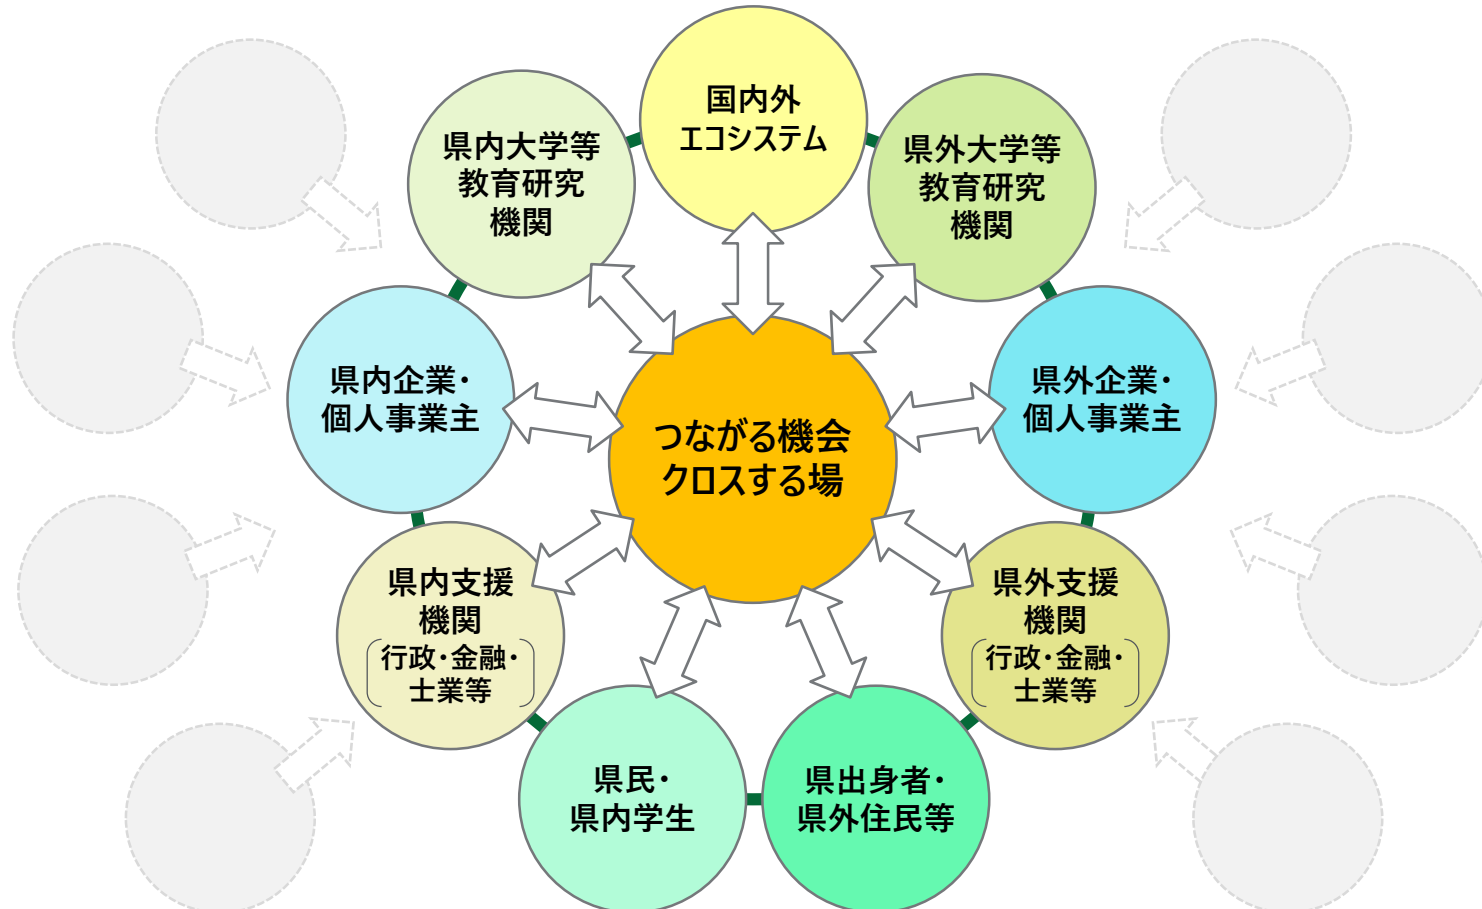 国内外
エコシステム
県内大学等
教育研究
機関
県外大学等
教育研究
機関
県内企業・
個人事業主
県外企業・
個人事業主
つながる機会
クロスする場
県内支援
機関
行政・金融・
士業等
県外支援
機関
行政・金融・
士業等
県民・
県内学生
県出身者・
県外住民等